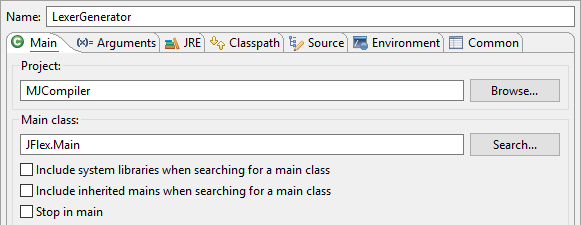 Name: LexerGenerator
Main (x)= Arguments JRE Classpath Source Environment Common
Project:
MJCompiler Browse...
Main class:
JFlex.Main Search...
Include system libraries when searching for a main class
Include inherited mains when searching for a main class
Stop in main